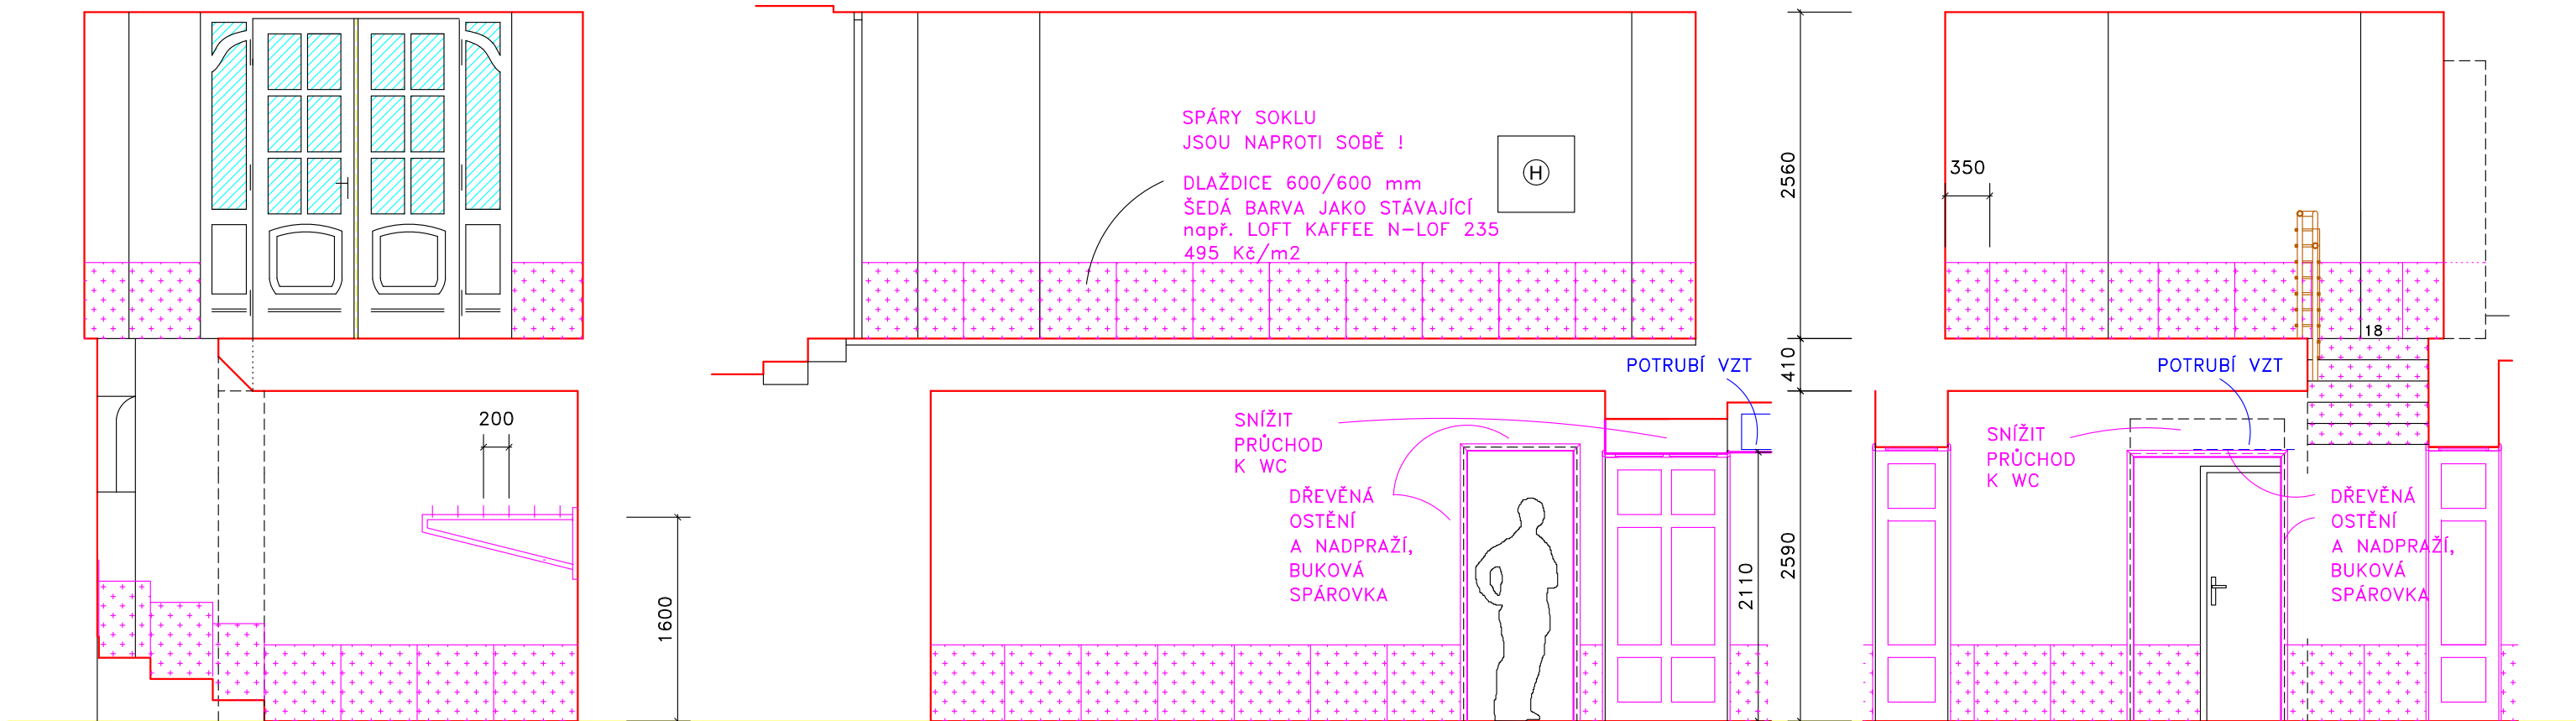 SPÁRY SOKLU
JSOU NAPROTI SOBĚ !
DLAŽDICE 600/600 mm
ŠEDÁ BARVA JAKO STÁVAJÍCÍ
např. LOFT KAFFEE N-LOF 235
495 Kč/m2
H
2560
350
18
410
POTRUBÍ VZT
POTRUBÍ VZT
200
SNÍŽIT
PRŮCHOD
K WC
DŘEVĚNÁ
OSTĚNÍ
A NADPRAŽÍ,
BUKOVÁ
SPÁROVKA
1600
2110
2590
SNÍŽIT
PRŮCHOD
K WC
DŘEVĚNÁ
OSTĚNÍ
A NADPRAŽÍ,
BUKOVÁ
SPÁROVKA